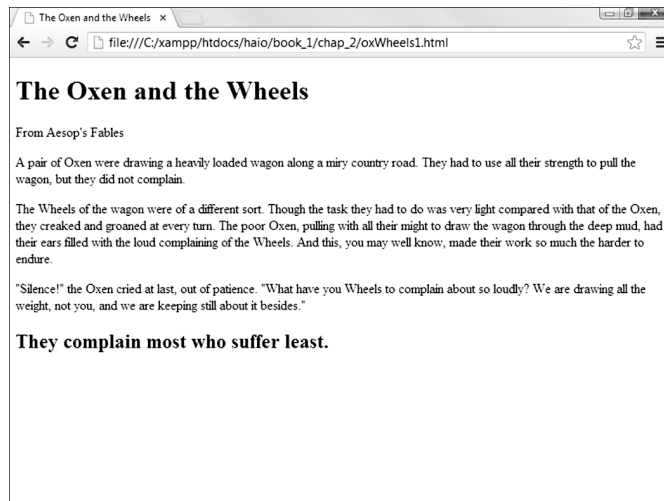 The Oxen and the Wheels
file:///C:/xampp/htdocs/haio/book_1/chap_2/oxWheels1.html
The Oxen and the Wheels
From Aesop's Fables
A pair of Oxen were drawing a heavily loaded wagon along a miry country road. They had to use all their strength to pull the
wagon, but they did not complain.
The Wheels of the wagon were of a different sort. Though the task they had to do was very light compared with that of the Oxen,
they creaked and groaned at every turn. The poor Oxen, pulling with all their might to draw the wagon through the deep mud, had
their ears filled with the loud complaining of the Wheels. And this, you may well know, made their work so much the harder to
endure.
"Silence!" the Oxen cried at last, out of patience. "What have you Wheels to complain about so loudly? We are drawing all the
weight, not you, and we are keeping still about it besides."
They complain most who suffer least.